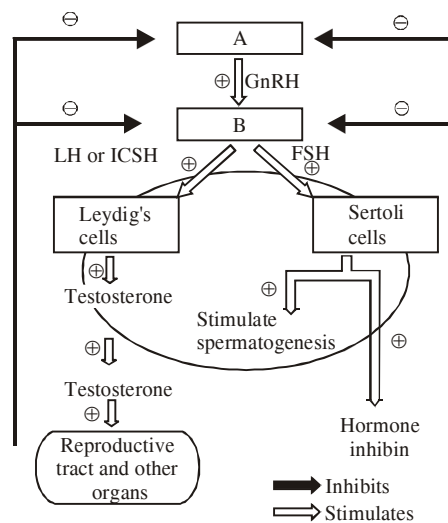 ⊖
⊖
A
⊕
GnRH
⊖
⊖
B
LH or ICSH
⊕
FSH
⊕
Leydig's
cells
Sertoli
cells
⊕
Testosterone
⊕
Stimulate
spermatogenesis
⊕
⊕
Testosterone
⊕
Hormone
inhibin
Reproductive
tract and other
organs
Inhibits
Stimulates